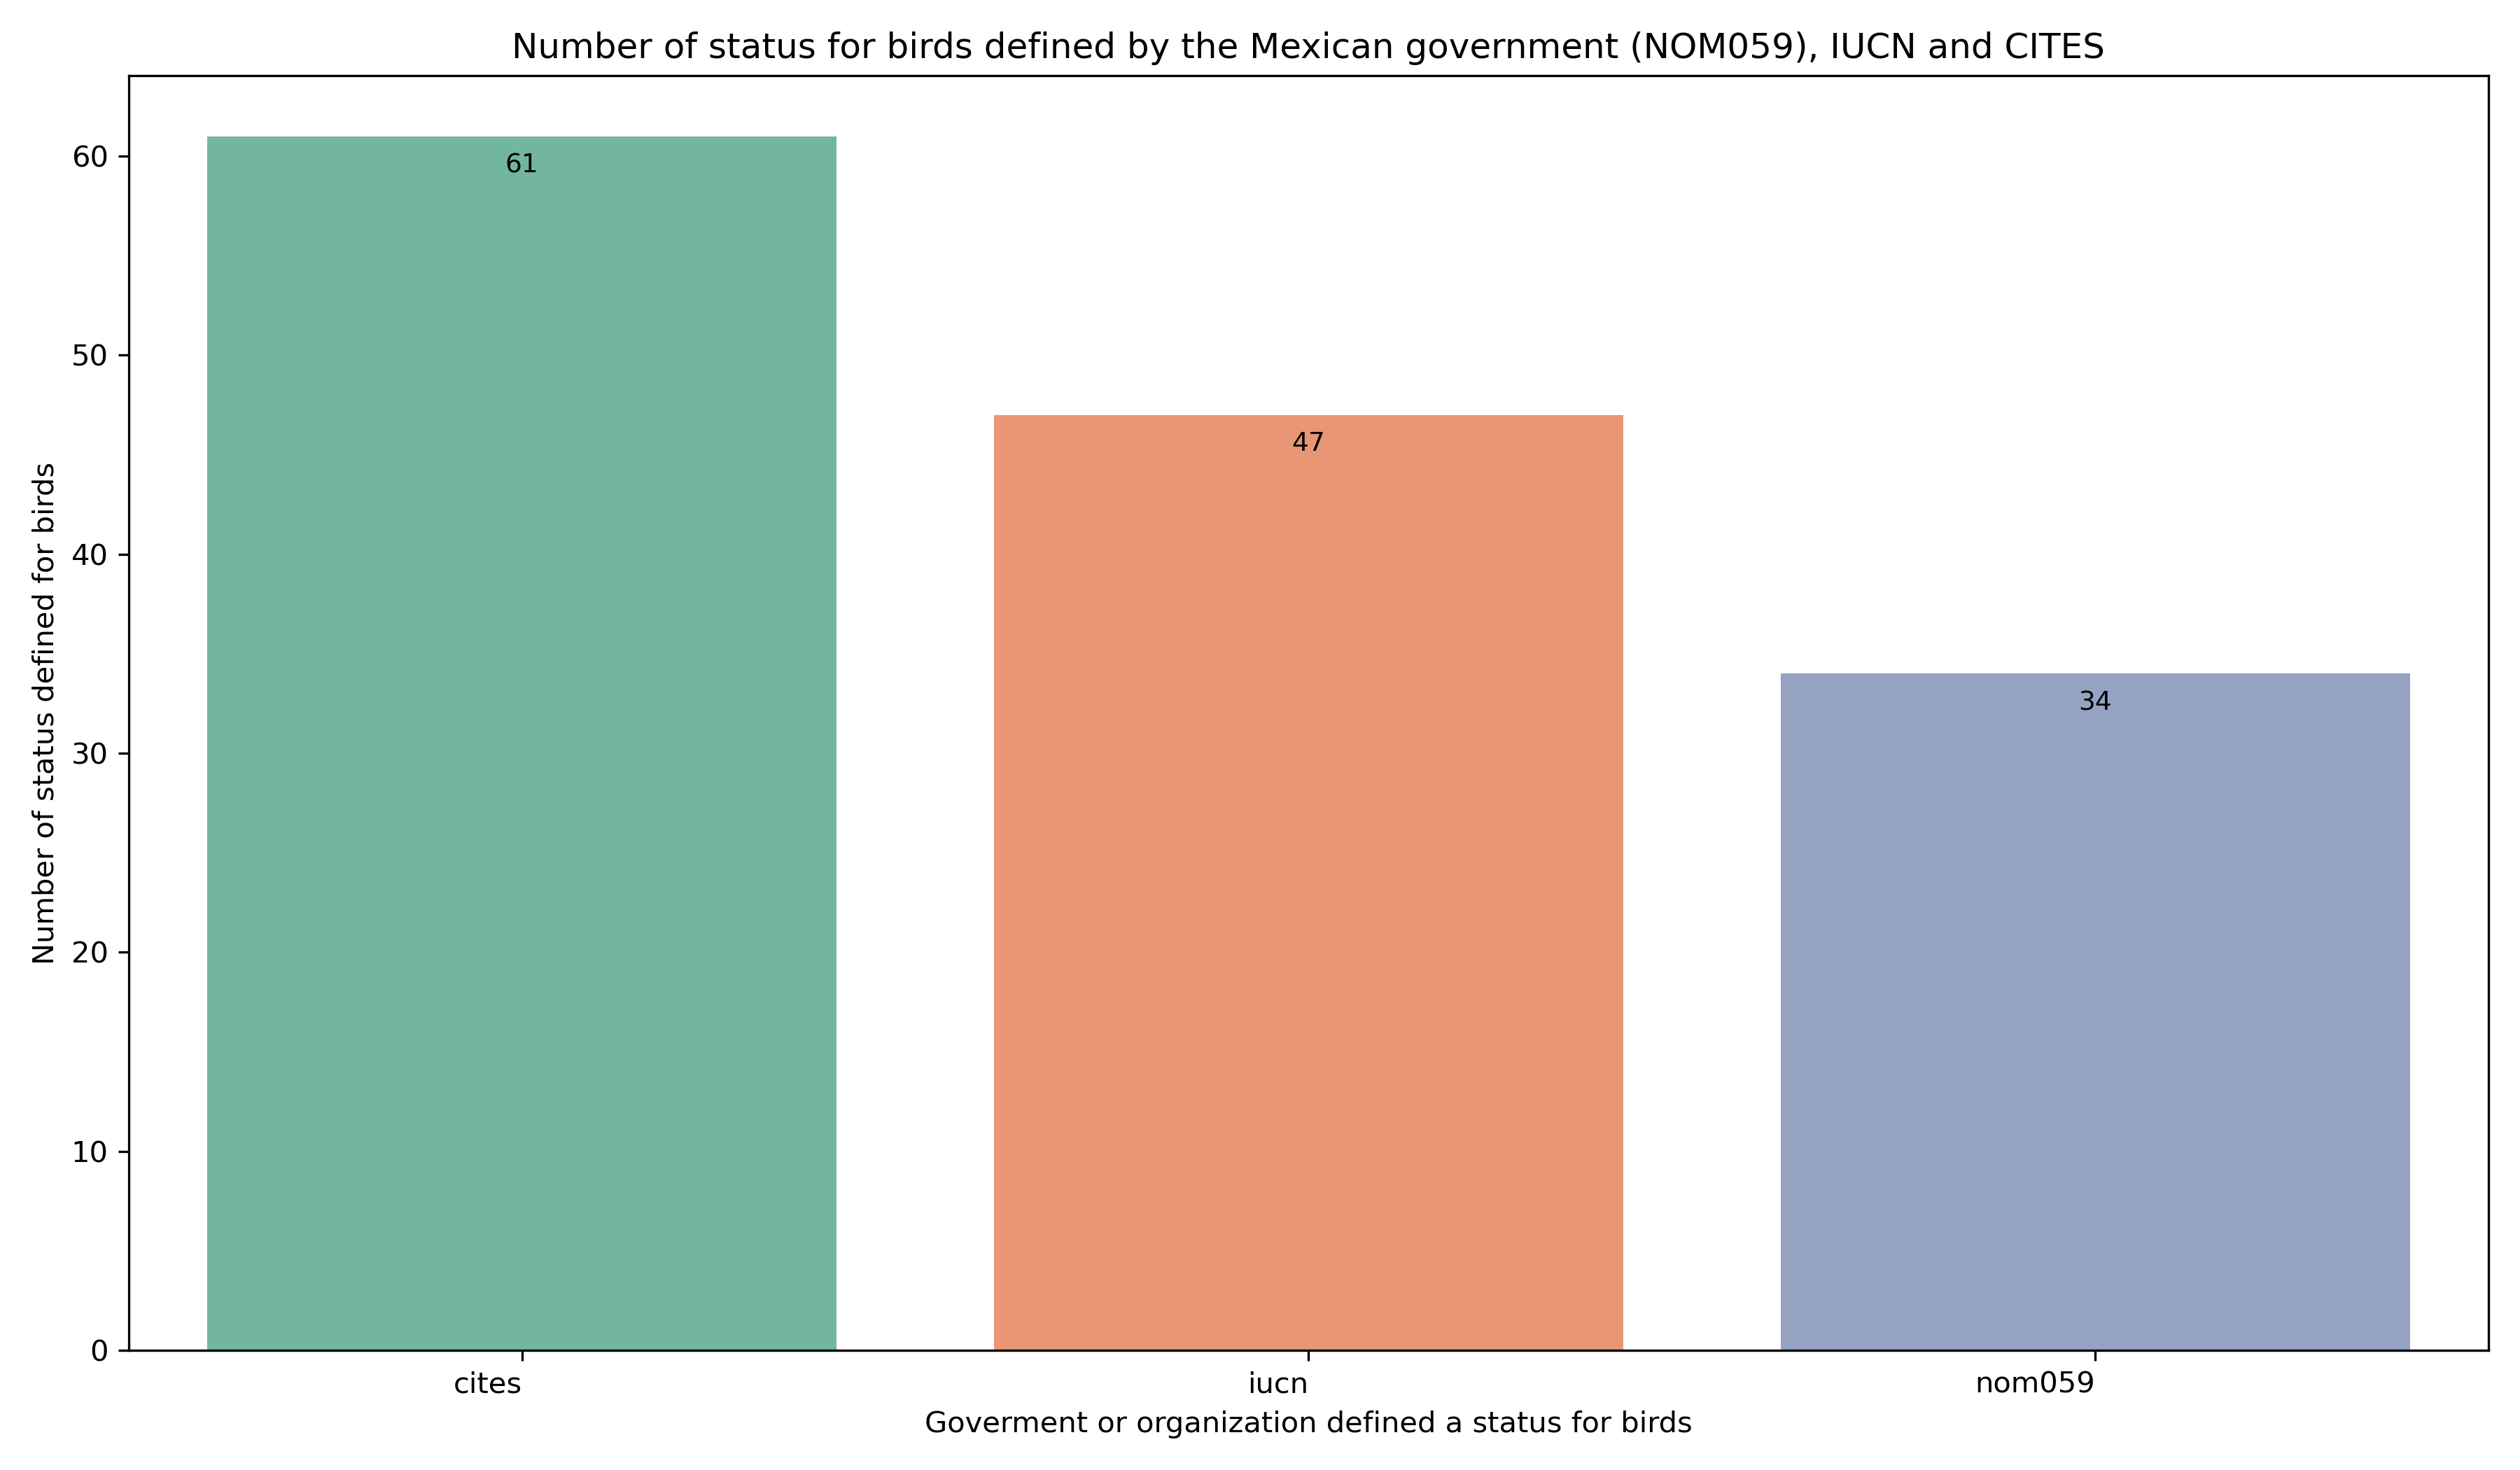 Number of status for birds defined by the Mexican government (NOM059), IUCN and CITES
Number of status defined for birds
60
50
40
30
20
10
0
61
47
34
cites
iucn
nom059
Goverment or organization defined a status for birds